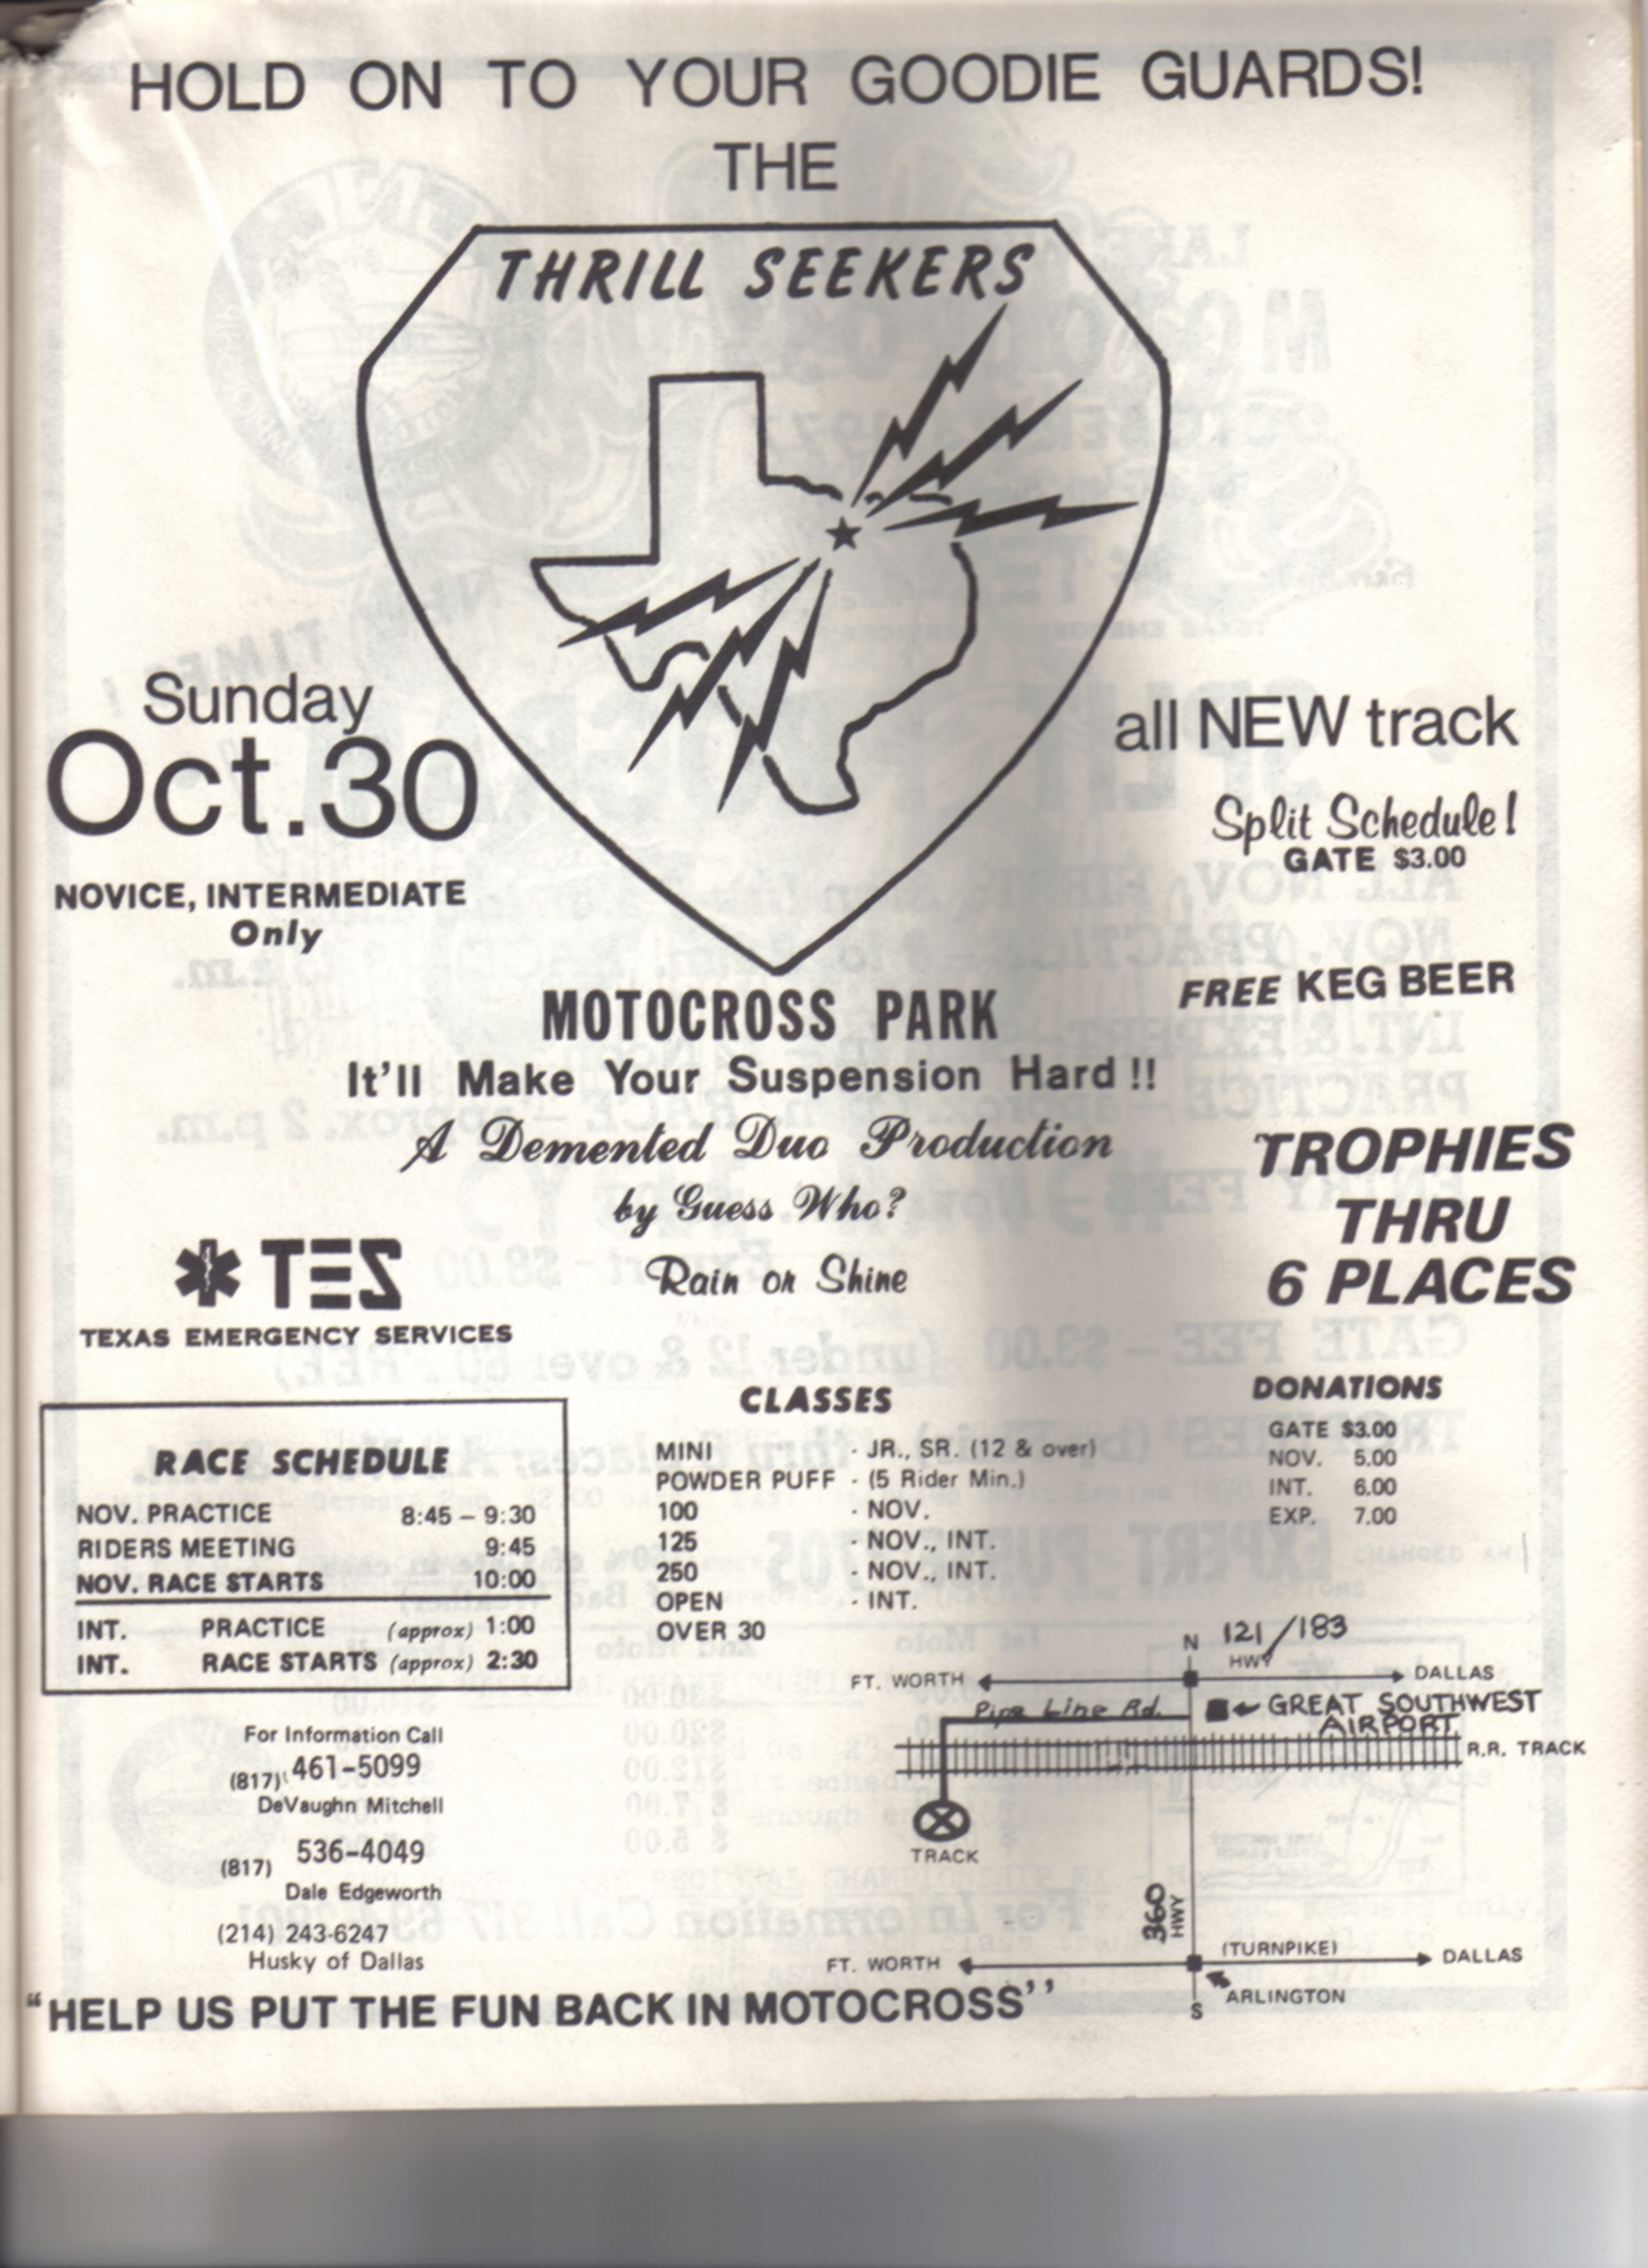 HOLD ON TO YOUR GOODIE GUARDS!
THE
THRILL SEEKERS
Sunday
Oct. 30
NOVICE, INTERMEDIATE
Only
all NEW track
Split Schedule!
GATE $3.00
FREE KEG BEER
MOTOCROSS PARK
It'll Make Your Suspension Hard!!
A Demented Duo Production
by Guess Who?
Rain or Shine
TROPHIES
THRU
6 PLACES
TES
TEXAS EMERGENCY SERVICES
RACE SCHEDULE
NOV. PRACTICE 8:45 – 9:30
RIDERS MEETING 9:45
NOV. RACE STARTS 10:00
INT. PRACTICE (approx) 1:00
INT. RACE STARTS (approx) 2:30
CLASSES
MINI - JR., SR. (12 & over)
POWDER PUFF - (5 Rider Min.)
100 - NOV.
125 - NOV., INT.
250 - NOV., INT.
OPEN - INT.
OVER 30
DONATIONS
GATE $3.00
NOV. 5.00
INT. 6.00
EXP. 7.00
For Information Call
(817) 461-5099
DeVaughn Mitchell
(817) 536-4049
Dale Edgeworth
(214) 243-6247
Husky of Dallas
N 121/183
HWY
FT. WORTH DALLAS
Pipe Line Rd. GREAT SOUTHWEST
AIRPORT
R.R. TRACK
TRACK
360
HWY
(TURNPIKE)
FT. WORTH DALLAS
ARLINGTON
S
"HELP US PUT THE FUN BACK IN MOTOCROSS''